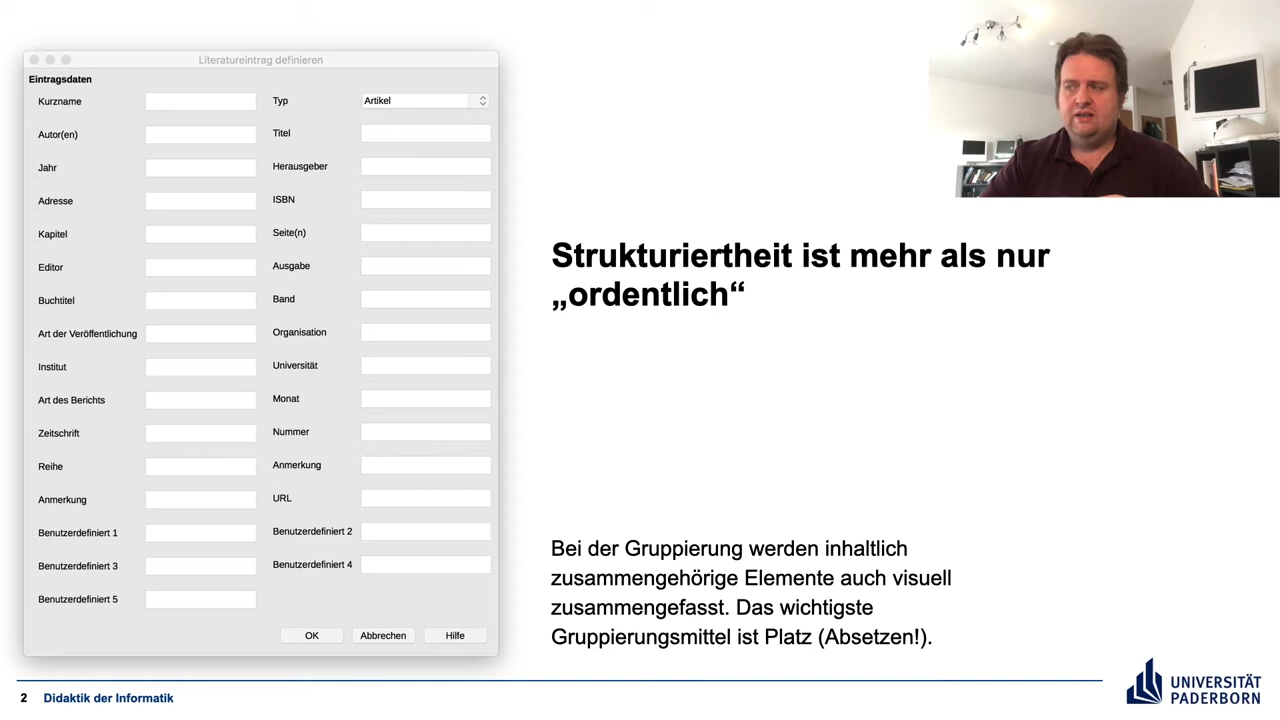 Literatureintrag definieren
Eintragsdaten
Kurzname
Typ
Artikel
Autor(en)
Titel
Jahr
Herausgeber
Adresse
ISBN
Kapitel
Seite(n)
Editor
Ausgabe
Buchtitel
Band
Art der Veröffentlichung
Organisation
Institut
Universität
Art des Berichts
Monat
Zeitschrift
Nummer
Reihe
Anmerkung
Anmerkung
URL
Benutzerdefiniert 1
Benutzerdefiniert 2
Benutzerdefiniert 3
Benutzerdefiniert 4
Benutzerdefiniert 5
OK
Abbrechen
Hilfe
Strukturiertheit ist mehr als nur
„ordentlich“
Bei der Gruppierung werden inhaltlich
zusammengehörige Elemente auch visuell
zusammengefasst. Das wichtigste
Gruppierungsmittel ist Platz (Absetzen!).
2 Didaktik der Informatik
UNIVERSITÄT
PADERBORN